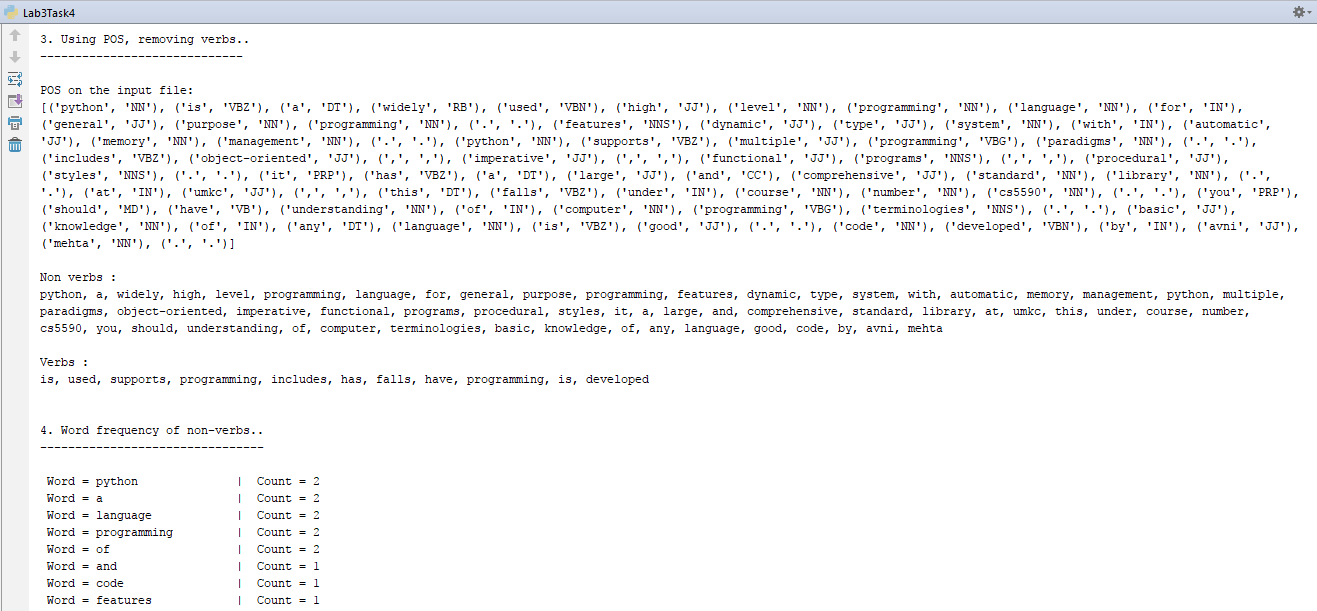 Lab3Task4
3. Using POS, removing verbs..
-----------------------------
POS on the input file:
[('python', 'NN'), ('is', 'VBZ'), ('a', 'DT'), ('widely', 'RB'), ('used', 'VBN'), ('high', 'JJ'), ('level', 'NN'), ('programming', 'NN'), ('language', 'NN'), ('for', 'IN'),
('general', 'JJ'), ('purpose', 'NN'), ('programming', 'NN'), ('.', '.'), ('features', 'NNS'), ('dynamic', 'JJ'), ('type', 'JJ'), ('system', 'NN'), ('with', 'IN'), ('automatic',
'JJ'), ('memory', 'NN'), ('management', 'NN'), ('.', '.'), ('python', 'NN'), ('supports', 'VBZ'), ('multiple', 'JJ'), ('programming', 'VBG'), ('paradigms', 'NN'), ('.', '.'),
('includes', 'VBZ'), ('object-oriented', 'JJ'), (',', ','), ('imperative', 'JJ'), (',', ','), ('functional', 'JJ'), ('programs', 'NNS'), (',', ','), ('procedural', 'JJ'),
('styles', 'NNS'), ('.', '.'), ('it', 'PRP'), ('has', 'VBZ'), ('a', 'DT'), ('large', 'JJ'), ('and', 'CC'), ('comprehensive', 'JJ'), ('standard', 'NN'), ('library', 'NN'), ('.',
'.'), ('at', 'IN'), ('umkc', 'JJ'), (',', ','), ('this', 'DT'), ('falls', 'VBZ'), ('under', 'IN'), ('course', 'NN'), ('number', 'NN'), ('cs5590', 'NN'), ('.', '.'), ('you', 'PRP'),
('should', 'MD'), ('have', 'VB'), ('understanding', 'NN'), ('of', 'IN'), ('computer', 'NN'), ('programming', 'VBG'), ('terminologies', 'NNS'), ('.', '.'), ('basic', 'JJ'),
('knowledge', 'NN'), ('of', 'IN'), ('any', 'DT'), ('language', 'NN'), ('is', 'VBZ'), ('good', 'JJ'), ('.', '.'), ('code', 'NN'), ('developed', 'VBN'), ('by', 'IN'), ('avni', 'JJ'),
('mehta', 'NN'), ('.', '.')]
Non verbs :
python, a, widely, high, level, programming, language, for, general, purpose, programming, features, dynamic, type, system, with, automatic, memory, management, python, multiple,
paradigms, object-oriented, imperative, functional, programs, procedural, styles, it, a, large, and, comprehensive, standard, library, at, umkc, this, under, course, number,
cs5590, you, should, understanding, of, computer, terminologies, basic, knowledge, of, any, language, good, code, by, avni, mehta
Verbs :
is, used, supports, programming, includes, has, falls, have, programming, is, developed
4. Word frequency of non-verbs..
--------------------------------
Word = python | Count = 2
Word = a | Count = 2
Word = language | Count = 2
Word = programming | Count = 2
Word = of | Count = 2
Word = and | Count = 1
Word = code | Count = 1
Word = features | Count = 1